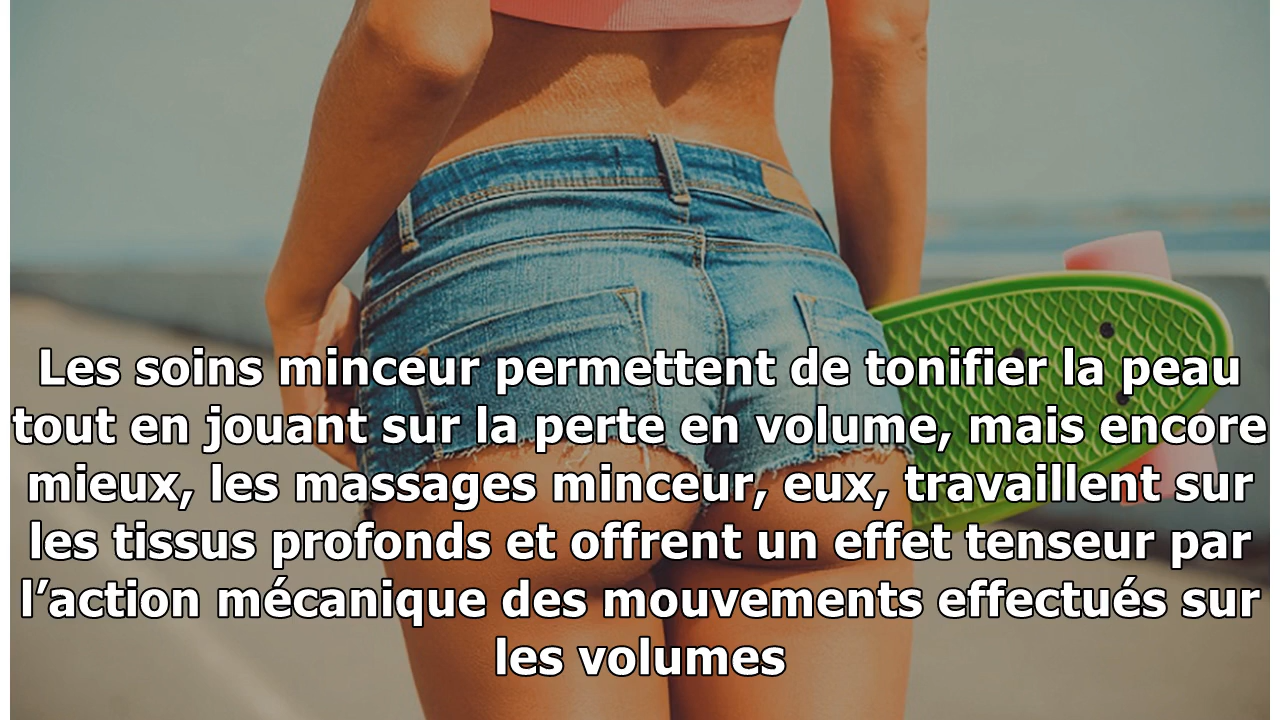 Les soins minceur permettent de tonifier la peau
tout en jouant sur la perte en volume, mais encore
mieux, les massages minceur, eux, travaillent sur
les tissus profonds et offrent un effet tenseur par
l’action mécanique des mouvements effectués sur
les volumes